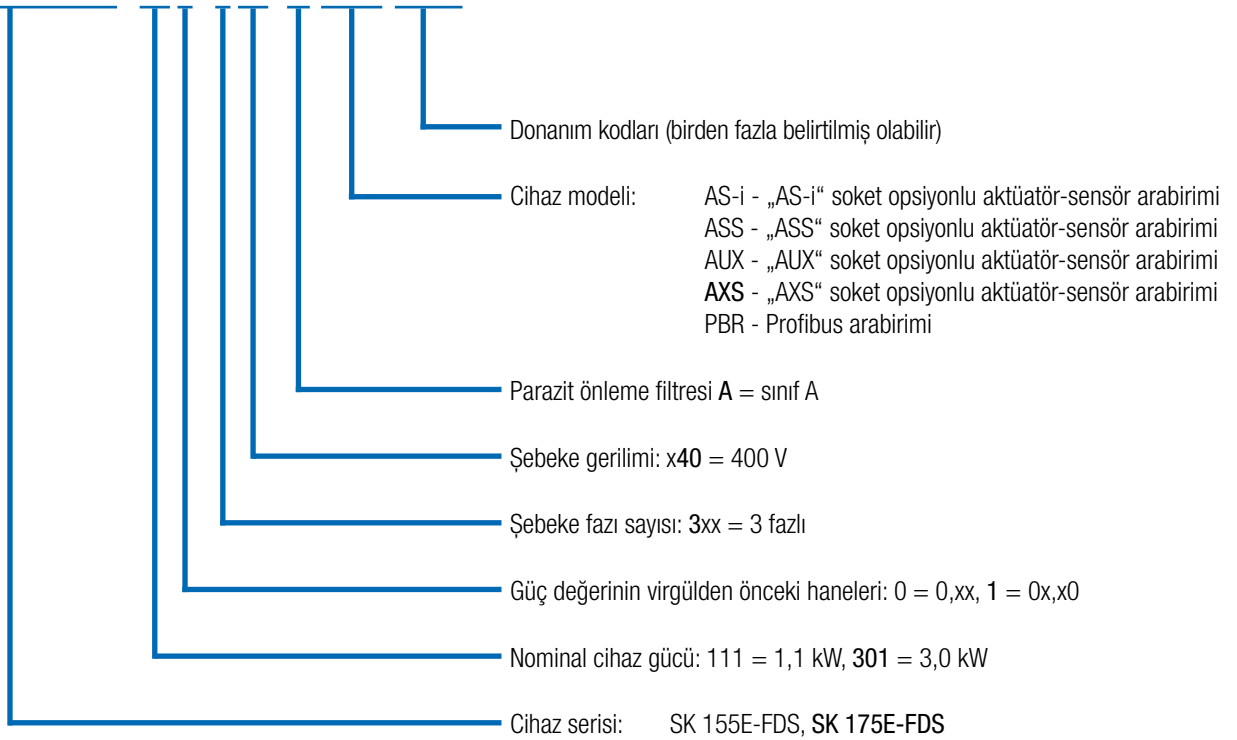 Donanım kodları (birden fazla belirtilmiş olabilir)
Cihaz modeli: AS-i - „AS-i“ soket opsiyonlu aktüatör-sensör arabirimi
ASS - „ASS“ soket opsiyonlu aktüatör-sensör arabirimi
AUX - „AUX“ soket opsiyonlu aktüatör-sensör arabirimi
AXS - „AXS“ soket opsiyonlu aktüatör-sensör arabirimi
PBR - Profibus arabirimi
Parazit önleme filtresi A = sınıf A
Şebeke gerilimi: x40 = 400 V
Şebeke fazı sayısı: 3xx = 3 fazlı
Güç değerinin virgülden önceki haneleri: 0 = 0,xx, 1 = 0x,x0
Nominal cihaz gücü: 111 = 1,1 kW, 301 = 3,0 kW
Cihaz serisi: SK 155E-FDS, SK 175E-FDS